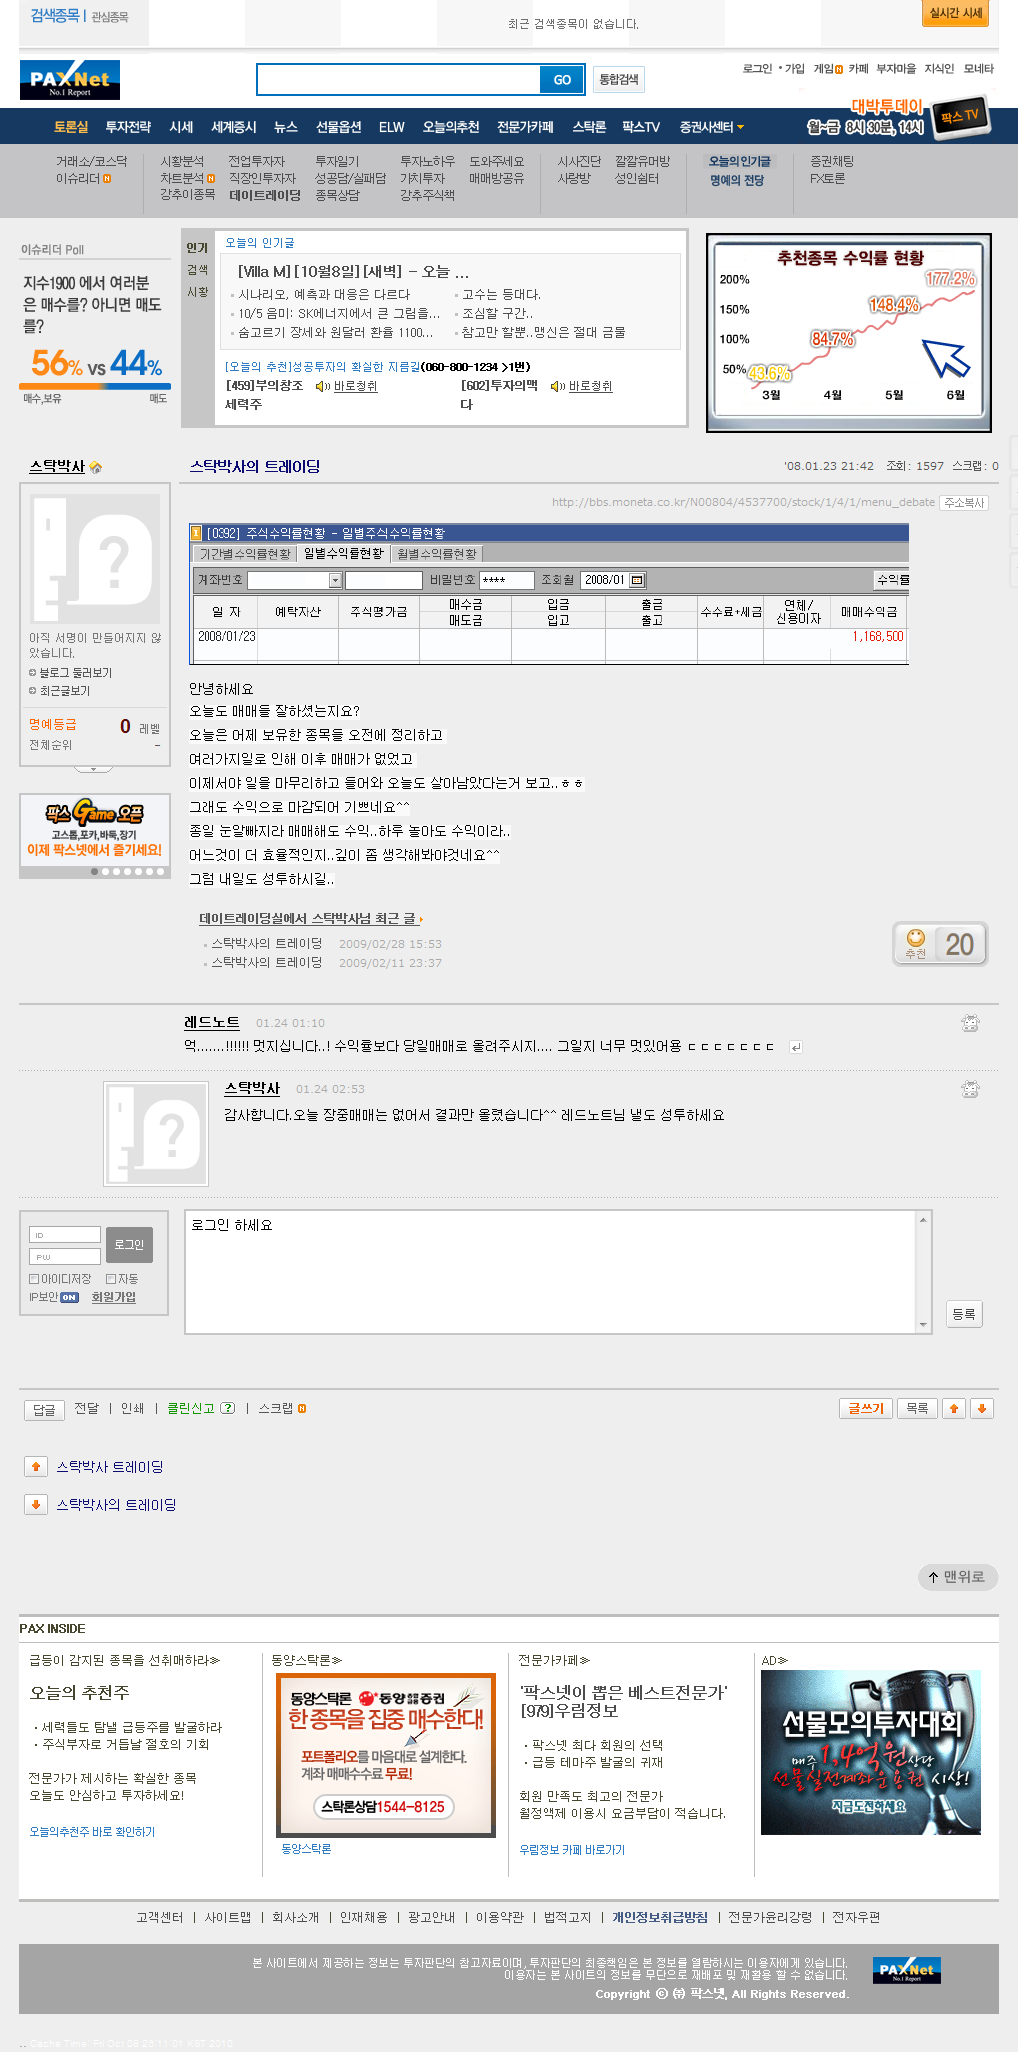 검색종목 | 관심종목
최근 검색종목이 없습니다.
실시간 시세
PAXNet
No.1 Report
GO
통합검색
로그인 • 가입 게임N 카페 부자마을 지식인 모네타
대박투데이
월~금 8시 30분, 14시
팍스 TV
토론실 투자전략 시세 세계증시 뉴스 선물옵션 ELW 오늘의추천 전문가카페 스탁론 팍스TV 증권사센터
거래소/코스닥 시황분석 전업투자자 투자일기 투자노하우 도와주세요 시사진단 깔깔유머방 오늘의인기글 증권채팅
이슈리더 N 차트분석 N 직장인투자자 성공담/실패담 가치투자 매매방공유 사랑방 성인쉼터 명예의 전당 FX토론
강추이종목 데이트레이딩 종목상담 강추주식책
이슈리더 Poll
지수1900 에서 여러분
은 매수를? 아니면 매도
를?
56% vs 44%
매수,보유 매도
인기
검색
시황
오늘의 인기글
[Villa M][10월8일][새벽] - 오늘 ...
시나리오, 예측과 대응은 다르다
고수는 등대다.
10/5 음미: SK에너지에서 큰 그림을...
조심할 구간..
숨고르기 장세와 원달러 환율 1100...
참고만 할뿐..맹신은 절대 금물
[오늘의 추천]성공투자의 확실한 지름길(060-800-1234 >1번)
[459]부의창조 바로청취 [602]투자의맥 바로청취
세력주 다
추천종목 수익률 현황
200%
150%
100%
50%
43.6%
84.7%
148.4%
177.2%
3월 4월 5월 6월
스탁박사
스탁박사의 트레이딩
'08.01.23 21:42 조회: 1597 스크랩: 0
http://bbs.moneta.co.kr/N00804/4537700/stock/1/4/1/menu_debate 주소복사
아직 서명이 만들어지지 않
았습니다.
블로그 둘러보기
최근글보기
명예등급 0 레벨
전체순위 -
팍스 Game 오픈
고스톱,포카,바둑,장기
이제 팍스넷에서 즐기세요!
[0392] 주식수익률현황 - 일별주식수익률현황
기간별수익률현황 일별수익률현황 월별수익률현황
계좌번호 비밀번호 **** 조회월 2008/01 수익률
일 자 예탁자산 주식평가금 매수금 입금 출금 수수료+세금 연체/ 매매수익금
매도금 입고 출고 신용이자
2008/01/23 1,168,500
안녕하세요
오늘도 매매들 잘하셨는지요?
오늘은 어제 보유한 종목들 오전에 정리하고
여러가지일로 인해 이후 매매가 없었고
이제서야 일을 마무리하고 들어와 오늘도 살아남았다는거 보고..ㅎㅎ
그래도 수익으로 마감되어 기쁘네요^^
종일 눈알빠지라 매매해도 수익..하루 놀아도 수익이라..
어느것이 더 효율적인지..깊이 좀 생각해봐야것네요^^
그럼 내일도 성투하시길..
데이트레이딩실에서 스탁박사님 최근 글
스탁박사의 트레이딩 2009/02/28 15:53
스탁박사의 트레이딩 2009/02/11 23:37
추천 20
레드노트 01.24 01:10
억.......!!!!!! 멋지십니다..! 수익률보다 당일매매로 올려주시지.... 그일지 너무 멋있어용 ㄷㄷㄷㄷㄷㄷㄷ
스탁박사 01.24 02:53
감사합니다.오늘 장중매매는 없어서 결과만 올렸습니다^^ 레드노트님 낼도 성투하세요
ID
PW
로그인
아이디저장 자동
IP보안 ON 회원가입
로그인 하세요
등록
답글 전달 | 인쇄 | 클린신고 ? | 스크랩 N
글쓰기 목록
스탁박사 트레이딩
스탁박사의 트레이딩
맨위로
PAX INSIDE
급등이 감지된 종목을 선취매하라≫
오늘의 추천주
· 세력들도 탐낼 급등주를 발굴하라
· 주식부자로 거듭날 절호의 기회
전문가가 제시하는 확실한 종목
오늘도 안심하고 투자하세요!
오늘의추천주 바로 확인하기
동양스탁론≫
동양스탁론 동양종합금융증권
한 종목을 집중 매수한다!
포트폴리오를 마음대로 설계한다.
계좌 매매수수료 무료!
스탁론상담1544-8125
동양스탁론
전문가카페≫
'팍스넷이 뽑은 베스트전문가'
[979]우림정보
· 팍스넷 최다 회원의 선택
· 급등 테마주 발굴의 귀재
회원 만족도 최고의 전문가
월정액제 이용시 요금부담이 적습니다.
우림정보 카페 바로가기
AD≫
선물모의투자대회
매주 1,4억원상당
선물실전계좌운용권 시상!
지금도전하세요
고객센터 | 사이트맵 | 회사소개 | 인재채용 | 광고안내 | 이용약관 | 법적고지 | 개인정보취급방침 | 전문가윤리강령 | 전자우편
본 사이트에서 제공하는 정보는 투자판단의 참고자료이며, 투자판단의 최종책임은 본 정보를 열람하시는 이용자에게 있습니다.
이용자는 본 사이트의 정보를 무단으로 재배포 및 재활용 할 수 없습니다.
Copyright ⓒ ㈜ 팍스넷, All Rights Reserved.
PAXNet
No.1 Report